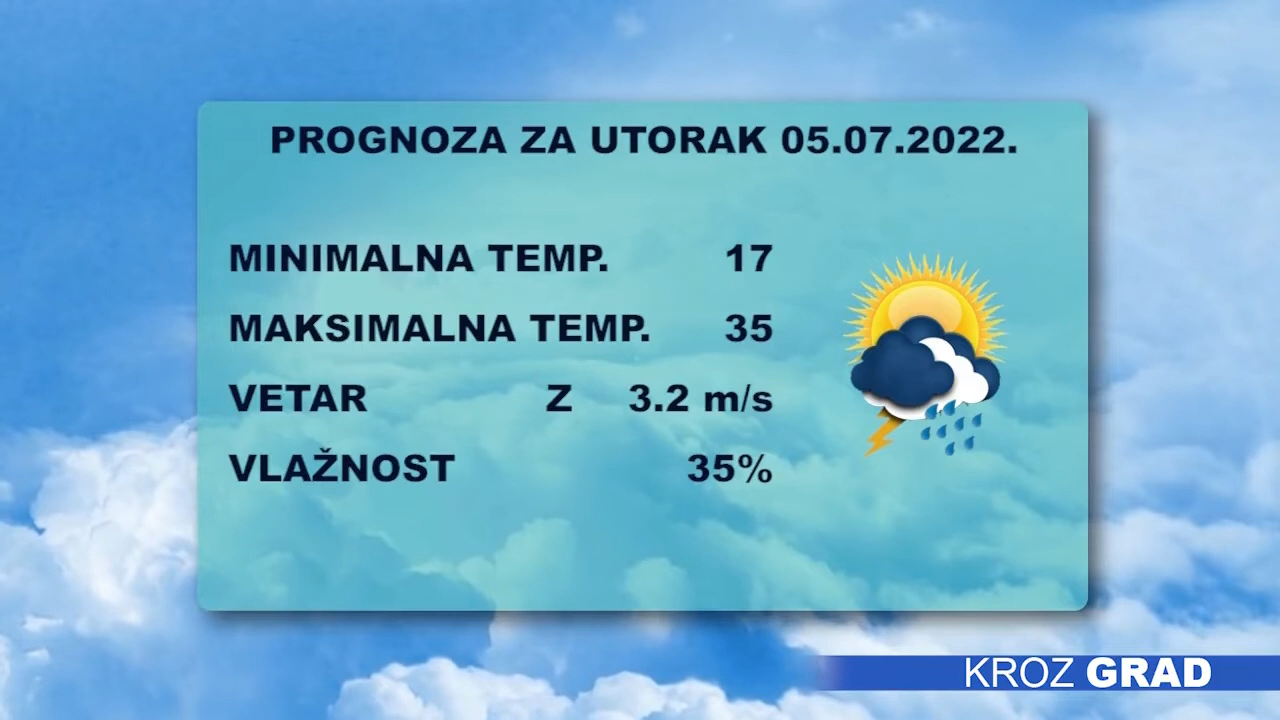 PROGNOZA ZA UTORAK 05.07.2022.
MINIMALNA TEMP. 17
MAKSIMALNA TEMP. 35
VETAR Z 3.2 m/s
VLAŽNOST 35%
KROZ GRAD